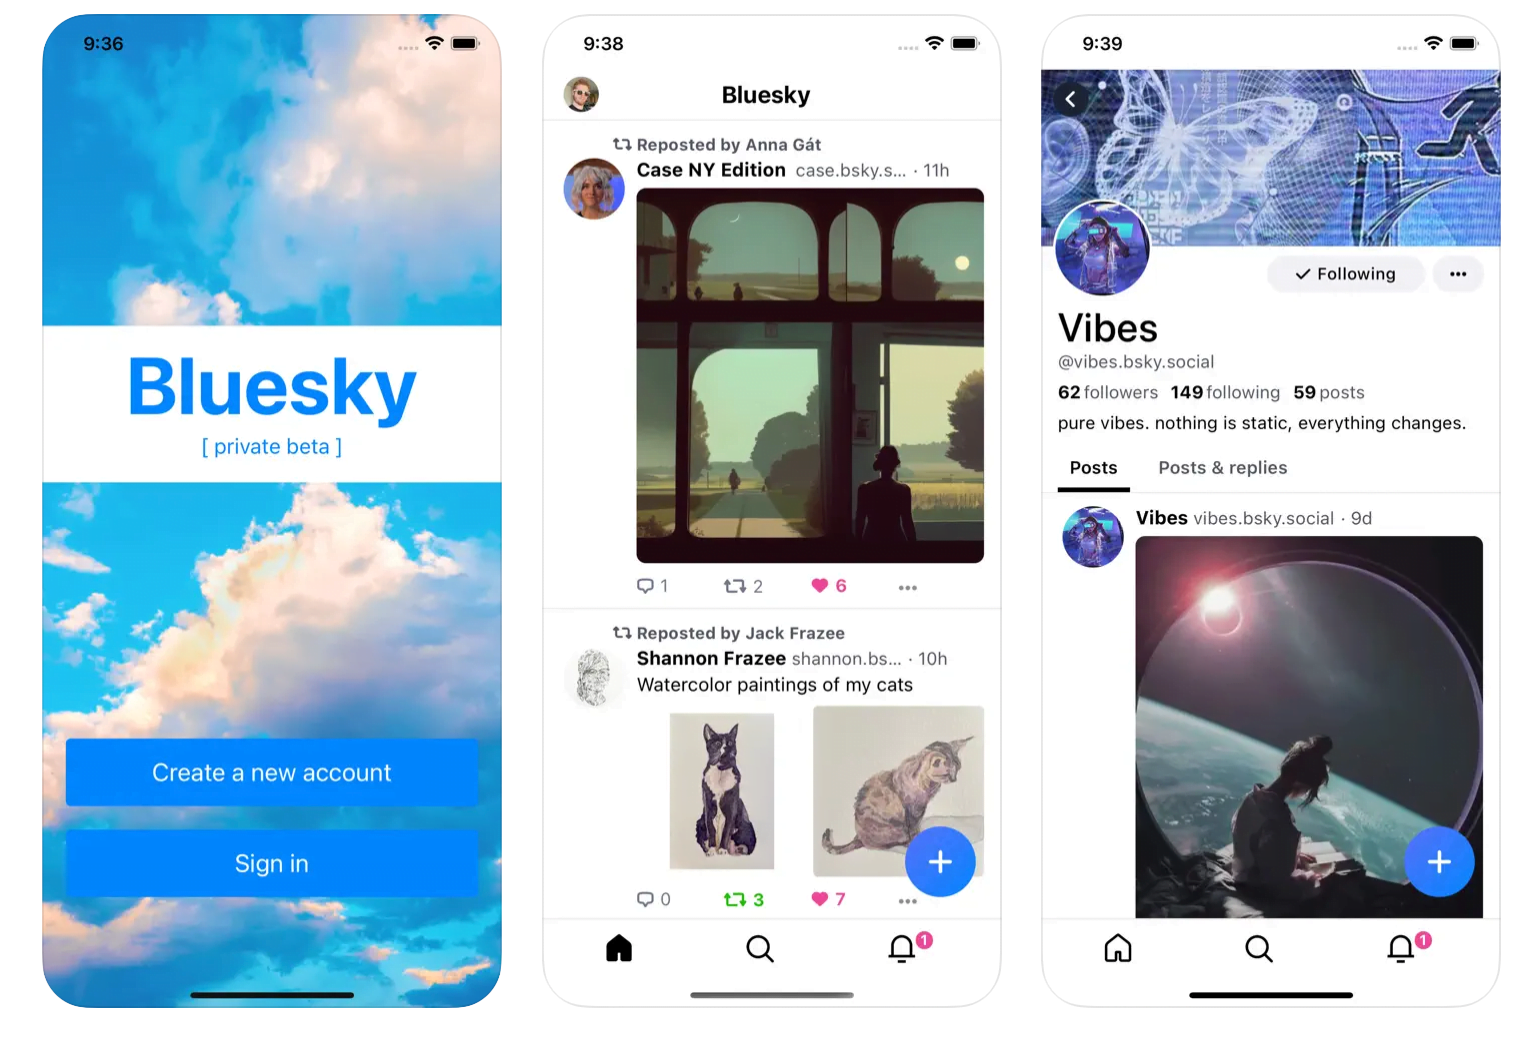 9:36
Bluesky
[ private beta ]
Create a new account
Sign in
9:38
Bluesky
Reposted by Anna Gát
Case NY Edition case.bsky.s... · 11h
1 2 6
Reposted by Jack Frazee
Shannon Frazee shannon.bs... · 10h
Watercolor paintings of my cats
0 3 7
1
9:39
Following
Vibes
@vibes.bsky.social
62 followers 149 following 59 posts
pure vibes. nothing is static, everything changes.
Posts Posts & replies
Vibes vibes.bsky.social · 9d
1